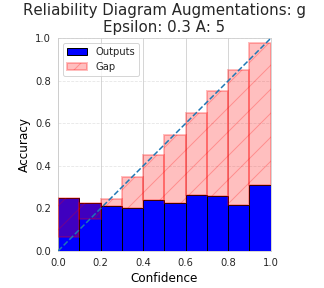 Reliability Diagram Augmentations: g
Epsilon: 0.3 A: 5
1.0
0.8
0.6
0.4
0.2
0.0
Accuracy
Outputs
Gap
0.0 0.2 0.4 0.6 0.8 1.0
Confidence